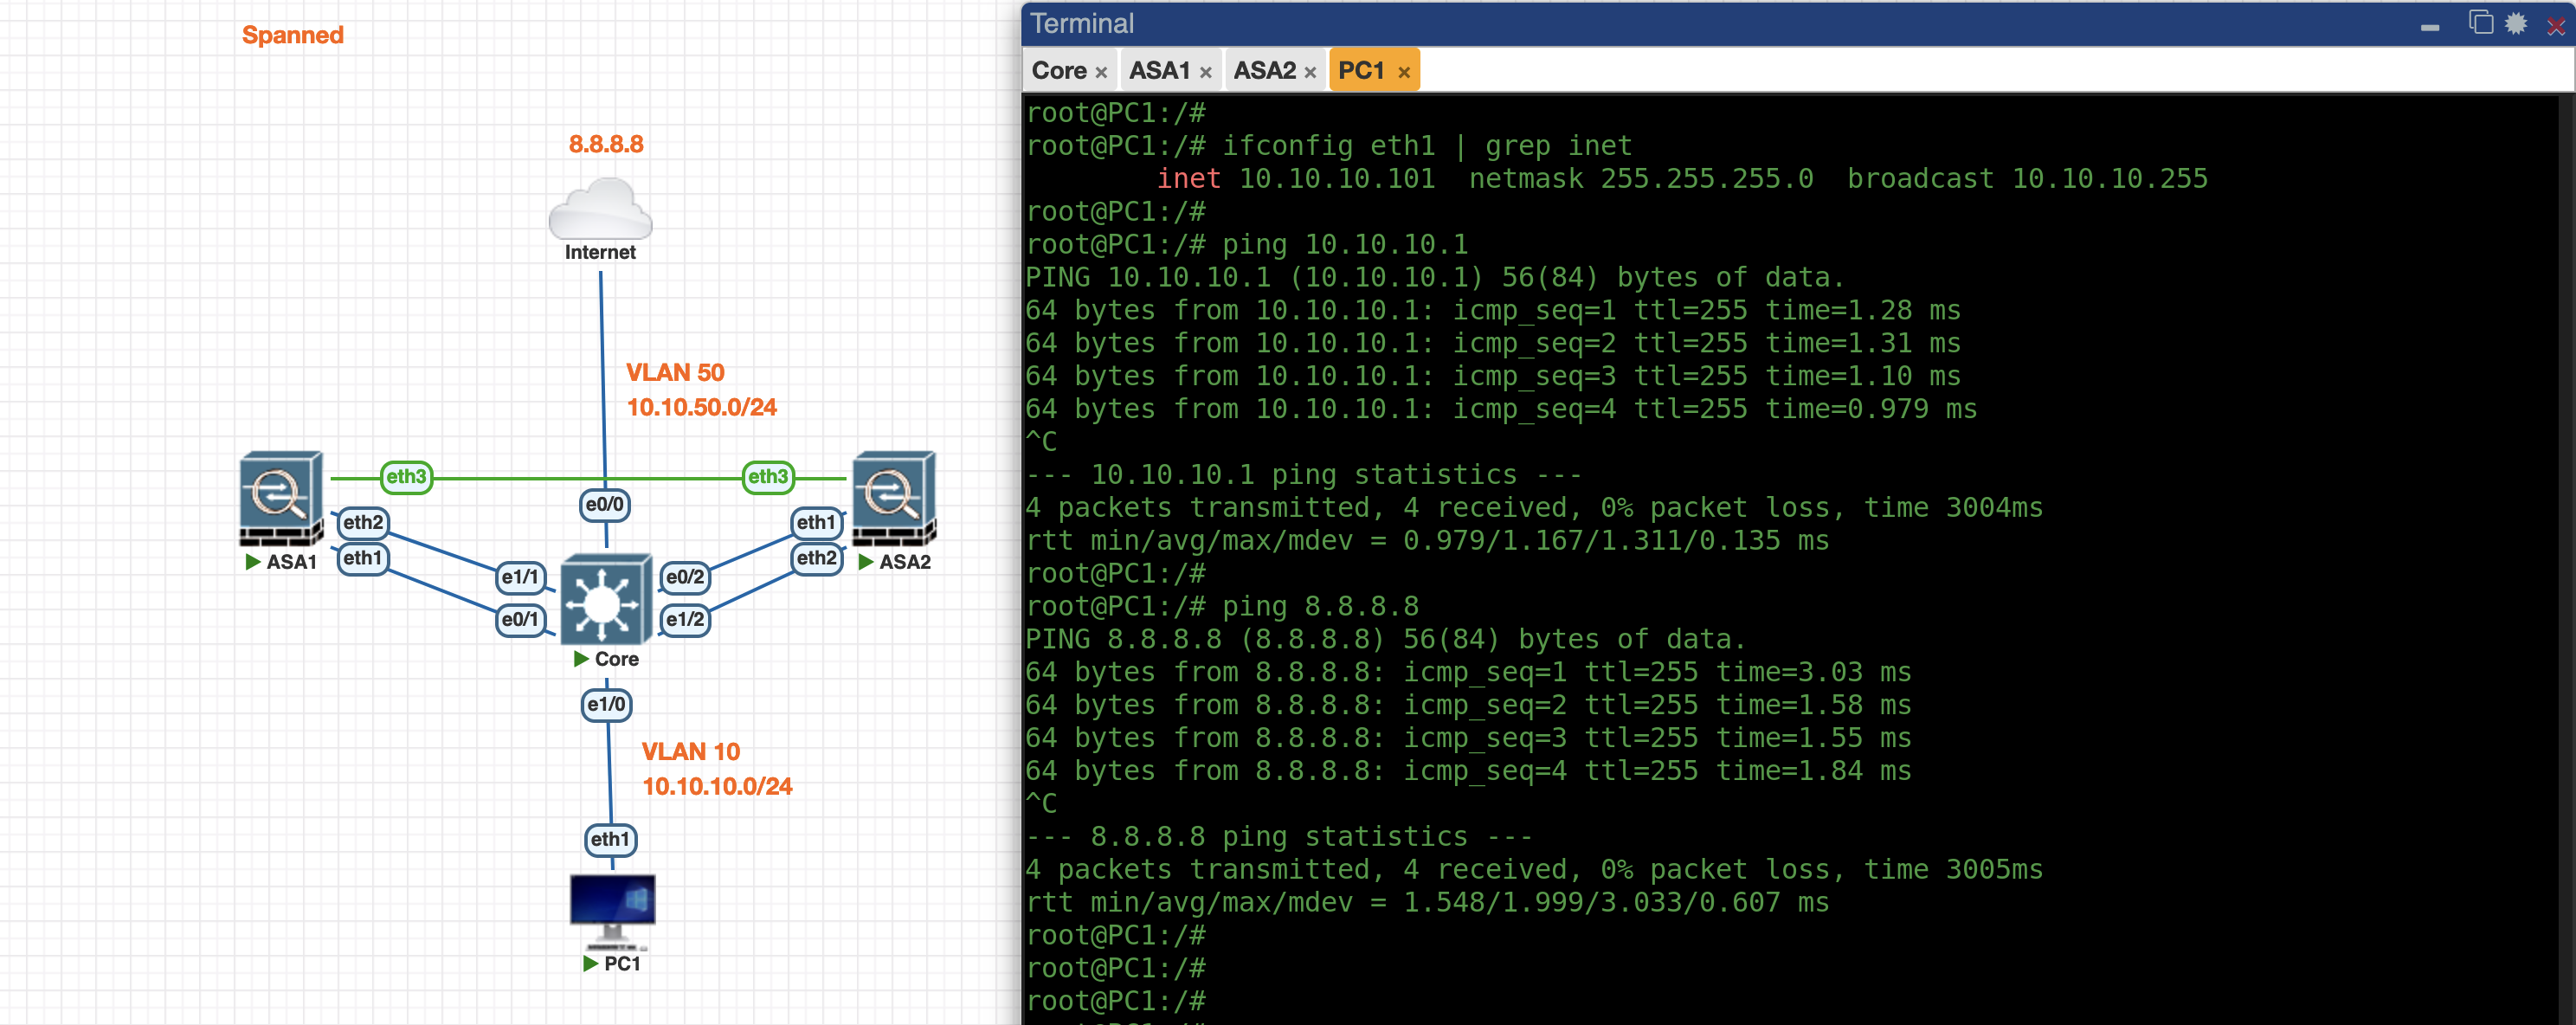 Spanned
8.8.8.8
Internet
VLAN 50
10.10.50.0/24
eth3
eth3
e0/0
eth2
eth1
eth1
eth2
ASA1
ASA2
e1/1
e0/2
e0/1
e1/2
Core
e1/0
VLAN 10
10.10.10.0/24
eth1
PC1
Terminal
Core × ASA1 × ASA2 × PC1 ×
root@PC1:/#
root@PC1:/# ifconfig eth1 | grep inet
inet 10.10.10.101  netmask 255.255.255.0  broadcast 10.10.10.255
root@PC1:/#
root@PC1:/# ping 10.10.10.1
PING 10.10.10.1 (10.10.10.1) 56(84) bytes of data.
64 bytes from 10.10.10.1: icmp_seq=1 ttl=255 time=1.28 ms
64 bytes from 10.10.10.1: icmp_seq=2 ttl=255 time=1.31 ms
64 bytes from 10.10.10.1: icmp_seq=3 ttl=255 time=1.10 ms
64 bytes from 10.10.10.1: icmp_seq=4 ttl=255 time=0.979 ms
^C
--- 10.10.10.1 ping statistics ---
4 packets transmitted, 4 received, 0% packet loss, time 3004ms
rtt min/avg/max/mdev = 0.979/1.167/1.311/0.135 ms
root@PC1:/#
root@PC1:/# ping 8.8.8.8
PING 8.8.8.8 (8.8.8.8) 56(84) bytes of data.
64 bytes from 8.8.8.8: icmp_seq=1 ttl=255 time=3.03 ms
64 bytes from 8.8.8.8: icmp_seq=2 ttl=255 time=1.58 ms
64 bytes from 8.8.8.8: icmp_seq=3 ttl=255 time=1.55 ms
64 bytes from 8.8.8.8: icmp_seq=4 ttl=255 time=1.84 ms
^C
--- 8.8.8.8 ping statistics ---
4 packets transmitted, 4 received, 0% packet loss, time 3005ms
rtt min/avg/max/mdev = 1.548/1.999/3.033/0.607 ms
root@PC1:/#
root@PC1:/#
root@PC1:/#